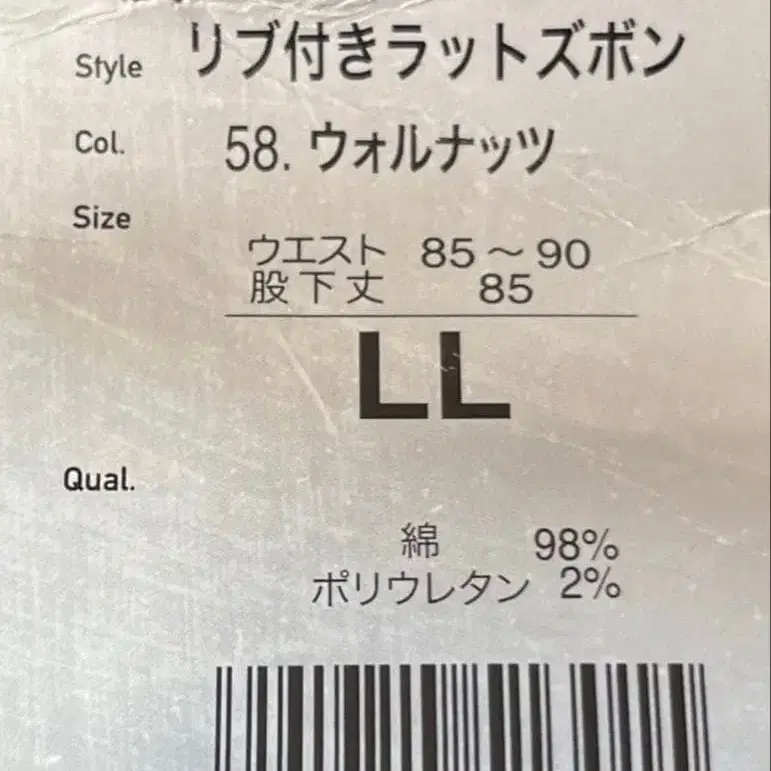 Style リブ付きラットズボン
Col. 58. ウォルナッツ
Size
ウエスト 85～90
股下丈 85
LL
Qual.
綿 98%
ポリウレタン 2%